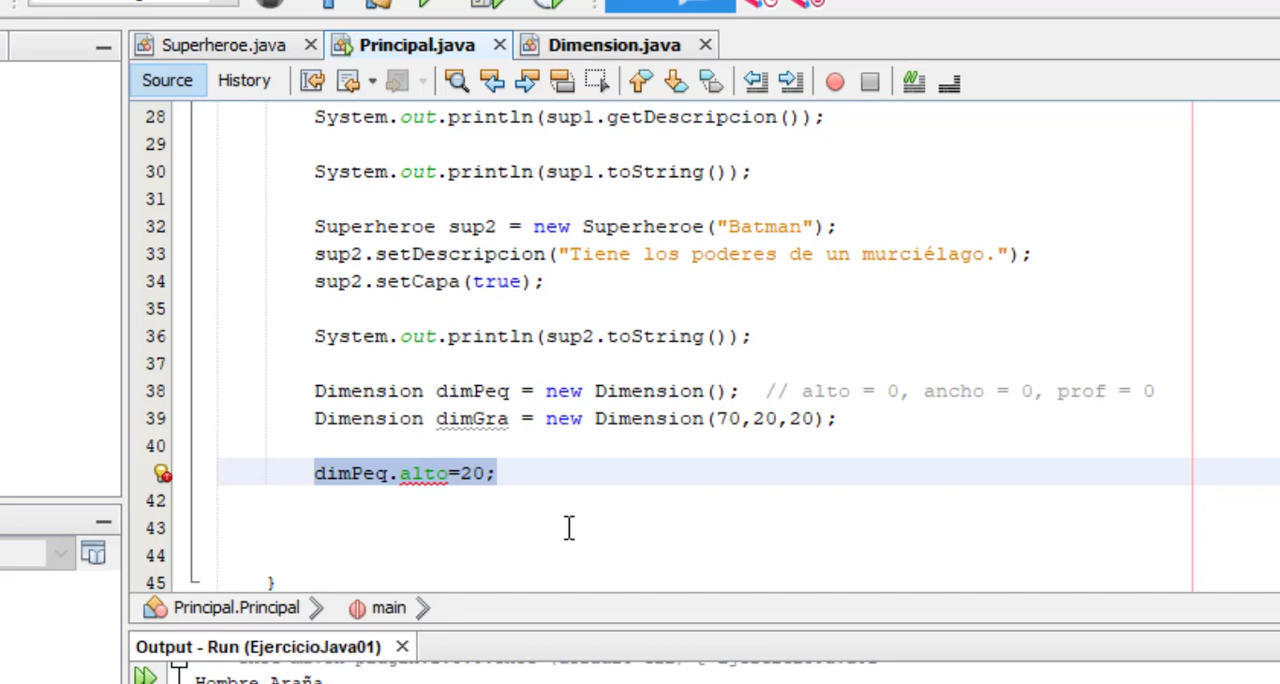 Superheroe.java
Principal.java
Dimension.java
Source
History
28 System.out.println(sup1.getDescripcion());
29
30 System.out.println(sup1.toString());
31
32 Superheroe sup2 = new Superheroe("Batman");
33 sup2.setDescripcion("Tiene los poderes de un murciélago.");
34 sup2.setCapa(true);
35
36 System.out.println(sup2.toString());
37
38 Dimension dimPeq = new Dimension(); // alto = 0, ancho = 0, prof = 0
39 Dimension dimGra = new Dimension(70,20,20);
40
dimPeq.alto=20;
42
43
44
45 }
Principal.Principal
main
Output - Run (EjercicioJava01)
Hombre Araña